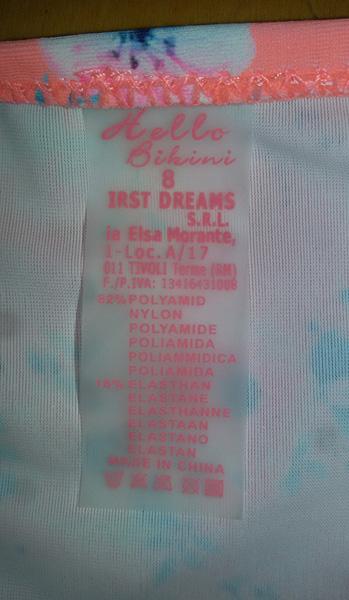 Hello
Bikini
8
IRST DREAMS
S.R.L.
ia Elsa Morante,
1-Loc.A/17
011 TIVOLI Terme (RM)
F./P.IVA: 13416431008
82% POLYAMID
NYLON
POLYAMIDE
POLIAMIDA
POLIAMMIDICA
POLIAMIDA
18% ELASTHAN
ELASTANE
ELASTHANNE
ELASTAAN
ELASTANO
ELASTAN
MADE IN CHINA